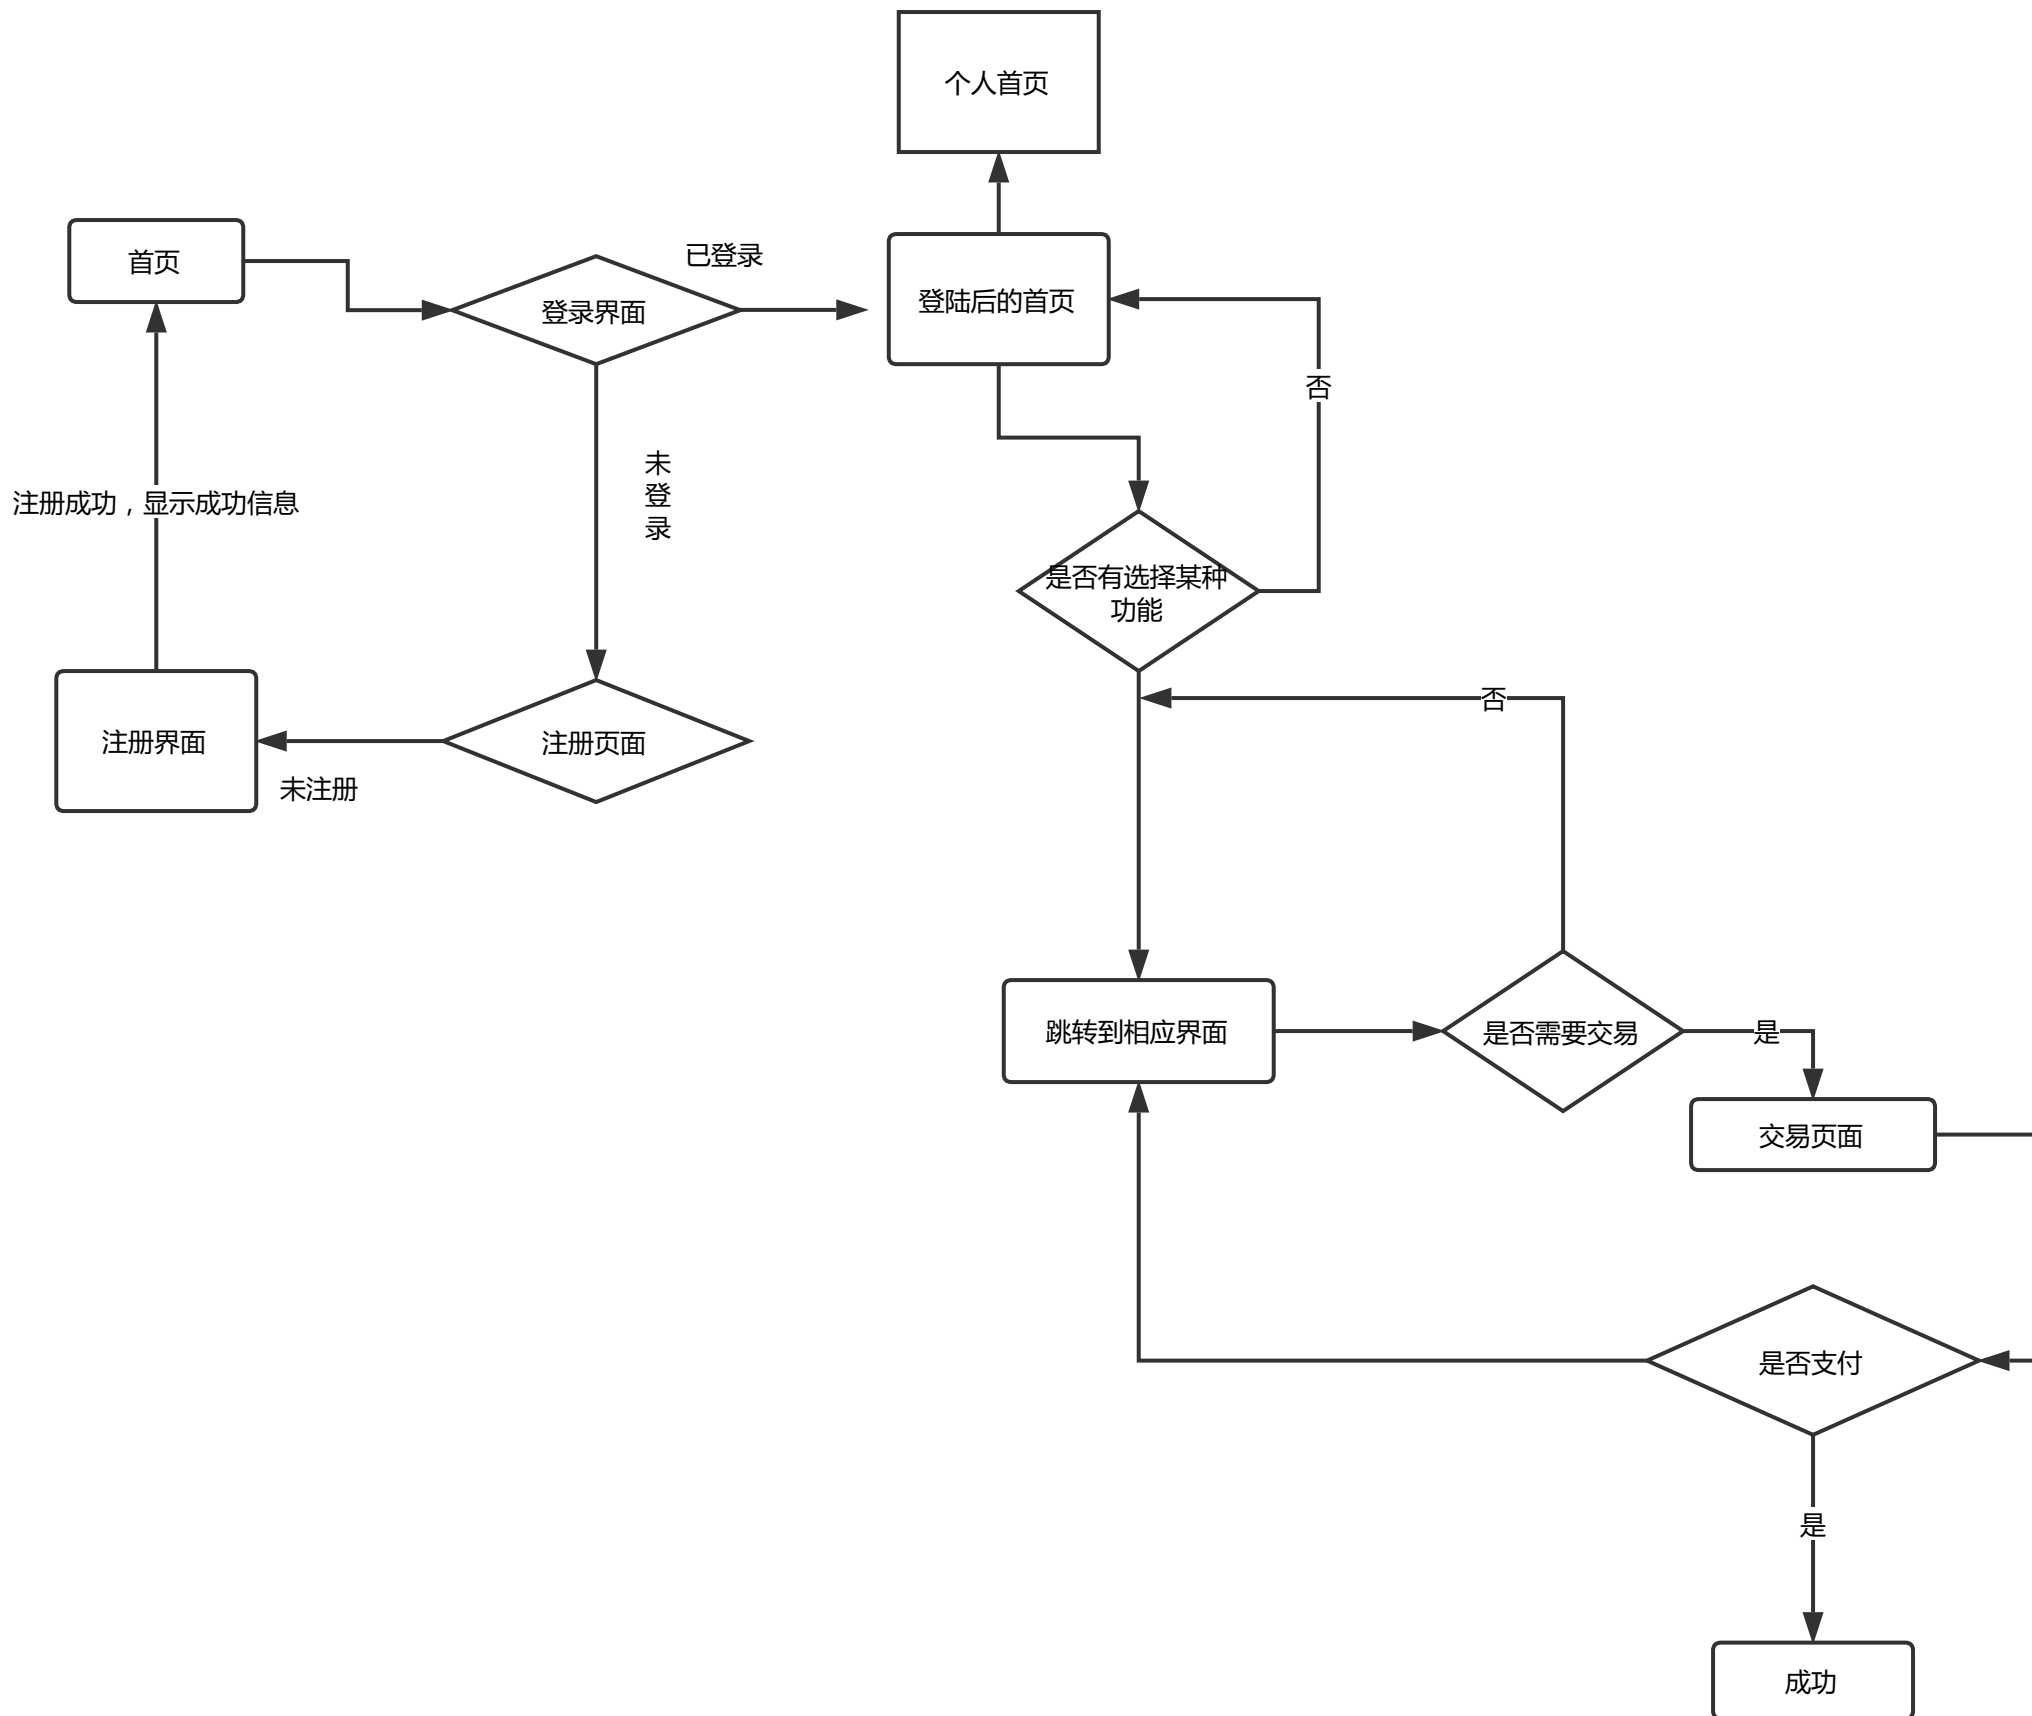 个人首页
首页
已登录
登录界面
登陆后的首页
否
未
登
录
注册成功，显示成功信息
是否有选择某种
功能
否
注册界面
注册页面
未注册
跳转到相应界面
是否需要交易
是
交易页面
是否支付
是
成功